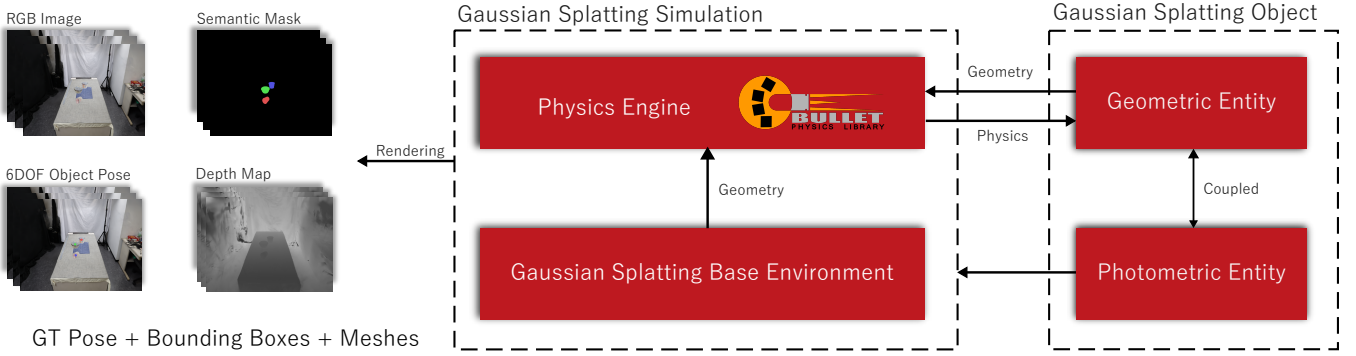 RGB Image
Semantic Mask
6DOF Object Pose
Depth Map
GT Pose + Bounding Boxes + Meshes
Rendering
Gaussian Splatting Simulation
Physics Engine
BULLET
PHYSICS LIBRARY
Geometry
Gaussian Splatting Base Environment
Geometry
Physics
Gaussian Splatting Object
Geometric Entity
Coupled
Photometric Entity